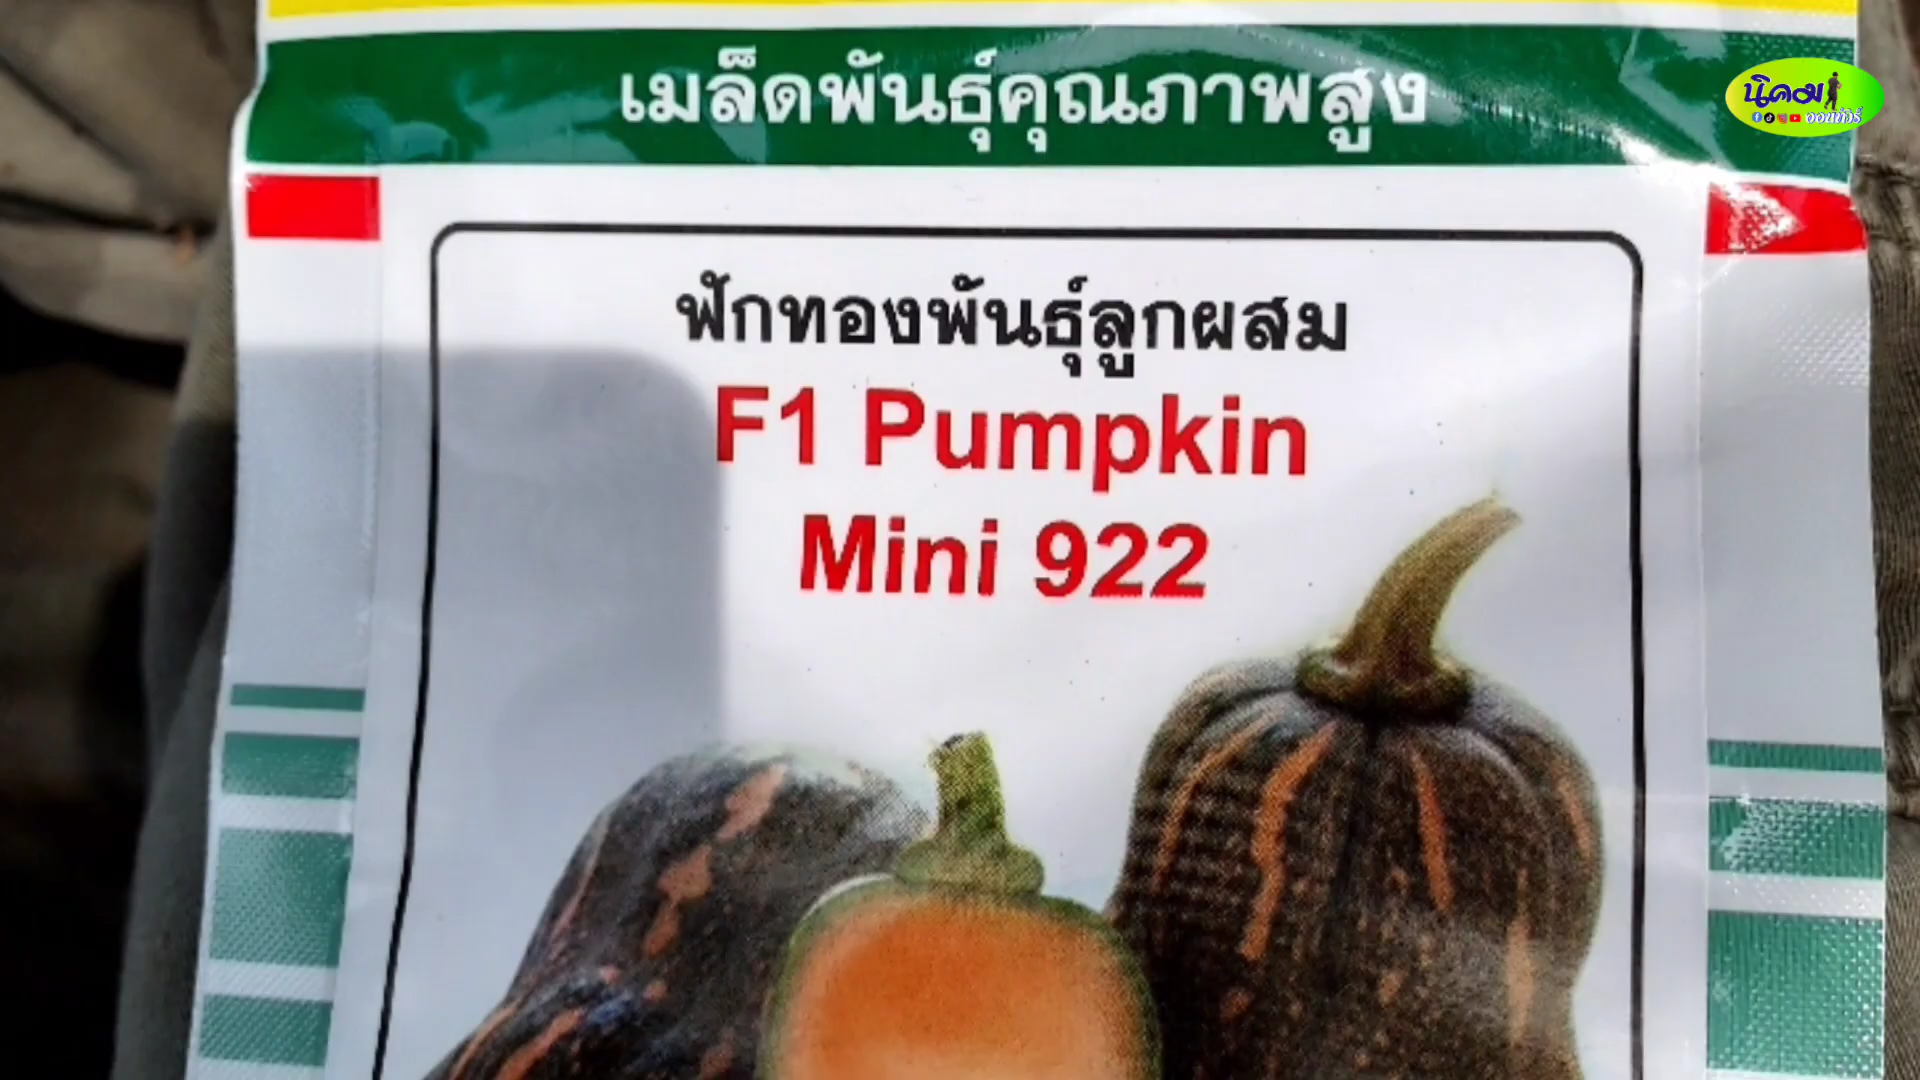 เมล็ดพันธุ์คุณภาพสูง
นิคม
ออนทัวร์
ฟักทองพันธุ์ลูกผสม
F1 Pumpkin
Mini 922